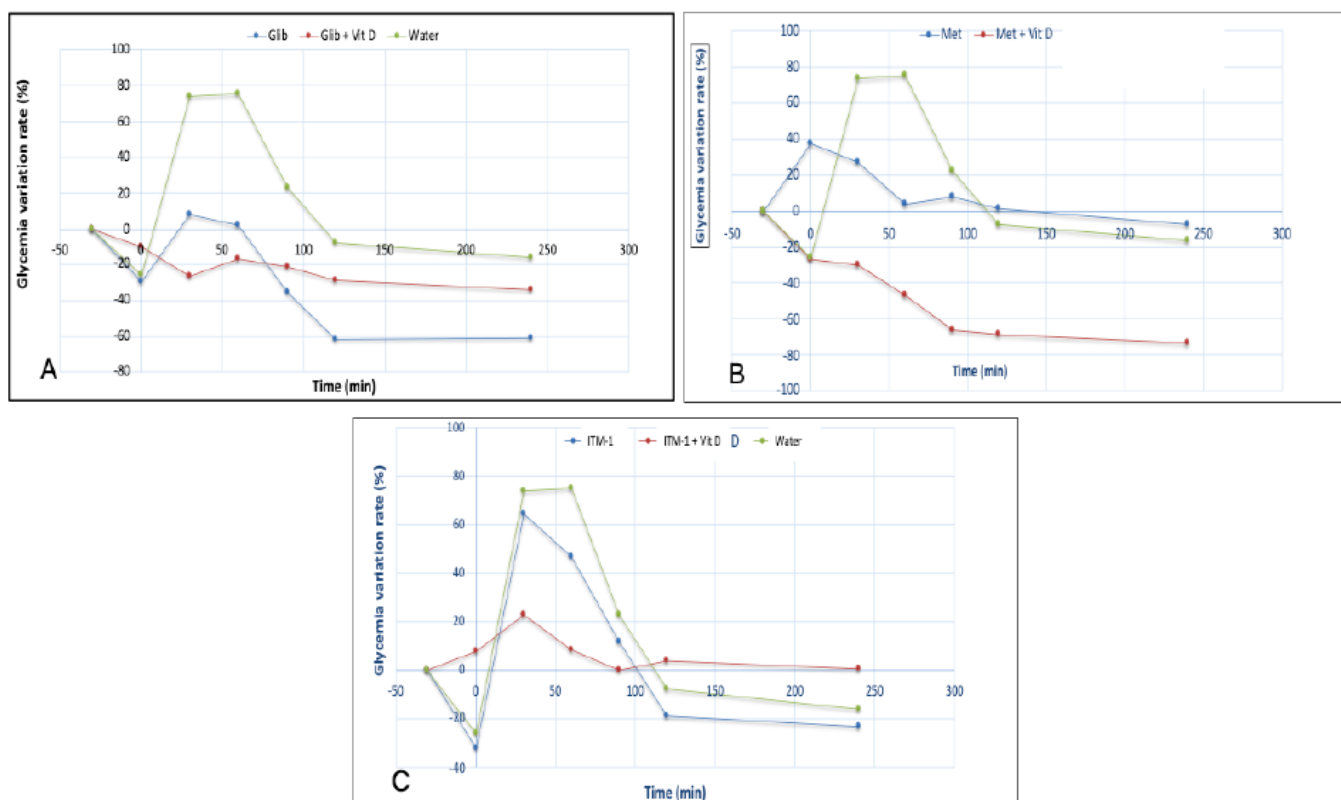 Glib Glib + Vit D Water
Glycemia variation rate (%)
100
80
60
40
20
0
-20
-40
-60
-80
-50 0 50 100 150 200 250 300
Time (min)
A
Met Met + Vit D
Glycemia variation rate (%)
100
80
60
40
20
0
-20
-40
-60
-80
-100
-50 0 50 100 150 200 250 300
Time (min)
B
ITM-1 ITM-1 + Vit D D Water
Glycemia variation rate (%)
100
80
60
40
20
0
-20
-40
-50 0 50 100 150 200 250 300
Time (min)
C